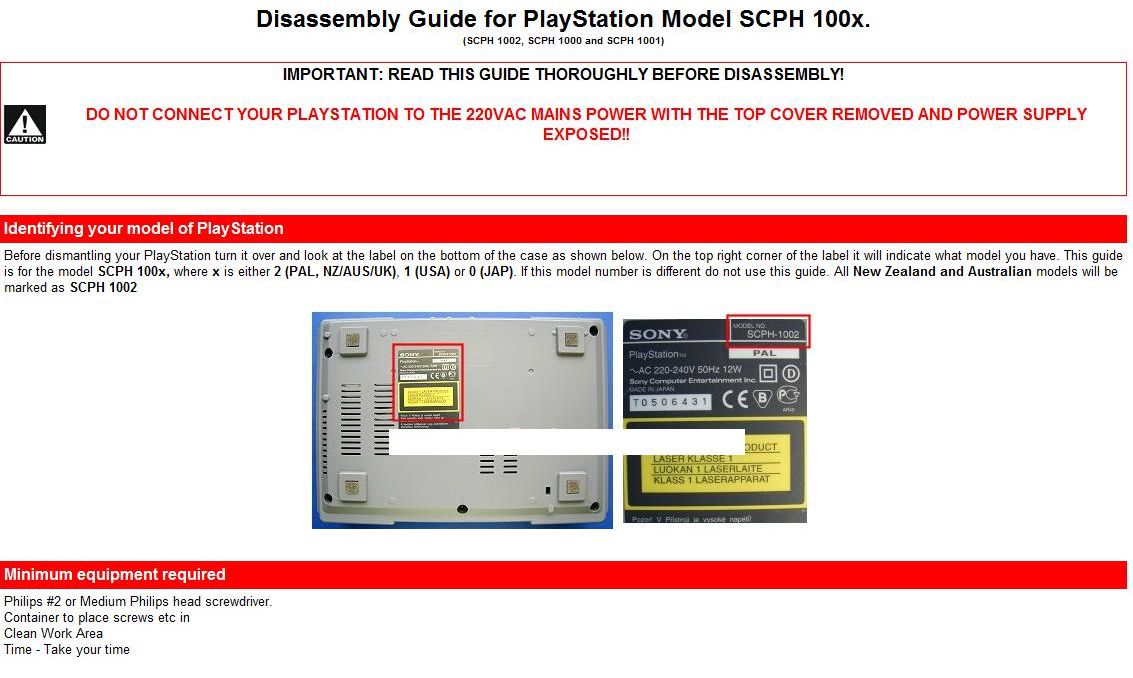 Disassembly Guide for PlayStation Model SCPH 100x.
(SCPH 1002, SCPH 1000 and SCPH 1001)
IMPORTANT: READ THIS GUIDE THOROUGHLY BEFORE DISASSEMBLY!
DO NOT CONNECT YOUR PLAYSTATION TO THE 220VAC MAINS POWER WITH THE TOP COVER REMOVED AND POWER SUPPLY
EXPOSED!!
CAUTION
Identifying your model of PlayStation
Before dismantling your PlayStation turn it over and look at the label on the bottom of the case as shown below. On the top right corner of the label it will indicate what model you have. This guide
is for the model SCPH 100x, where x is either 2 (PAL, NZ/AUS/UK), 1 (USA) or 0 (JAP). If this model number is different do not use this guide. All New Zealand and Australian models will be
marked as SCPH 1002
SONY
PlayStation
~AC 220-240V 50Hz 12W
SONY
MODEL NO.
SCPH-1002
PlayStation™
PAL
~AC 220-240V 50Hz 12W
Sony Computer Entertainment Inc.
MADE IN JAPAN
T0506431
CE
LASER KLASSE 1
LUOKAN 1 LASERLAITE
KLASS 1 LASERAPPARAT
Pozor! V Přístroji je vysoké napětí!
Minimum equipment required
Philips #2 or Medium Philips head screwdriver.
Container to place screws etc in
Clean Work Area
Time - Take your time